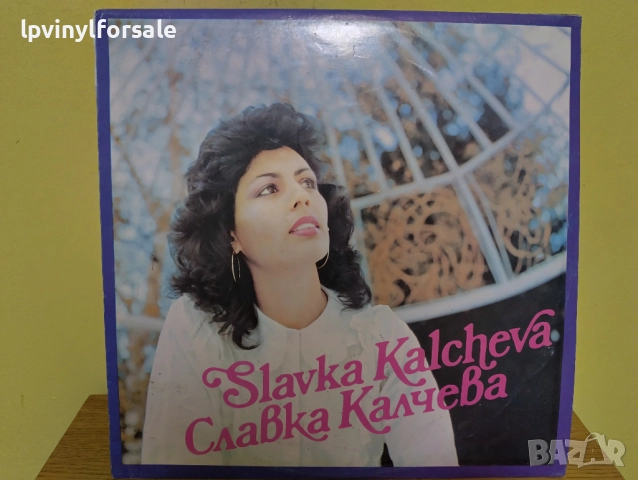 lpvinylforsale
Slavka Kalcheva
Славка Калчева
BAZAR